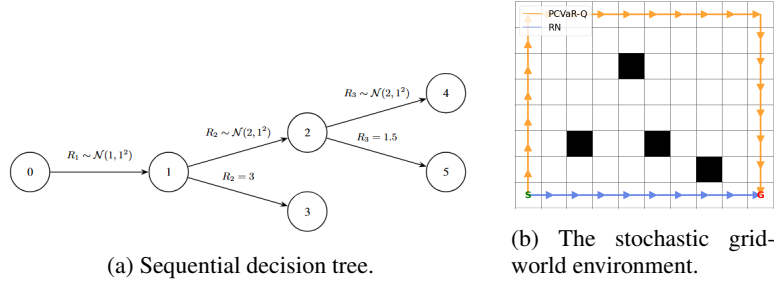 0
R₁ ∼ 𝒩(1, 1²)
1
R₂ ∼ 𝒩(2, 1²)
R₂ = 3
2
3
R₃ ∼ 𝒩(2, 1²)
R₃ = 1.5
4
5
(a) Sequential decision tree.
PCVaR-Q
RN
S
G
(b) The stochastic grid-
world environment.